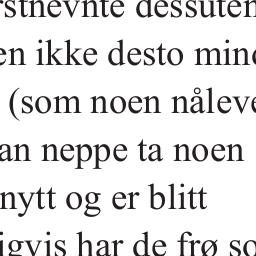 rstnevnte dessuten
en ikke desto mind
(som noen nåleve
an neppe ta noen
nytt og er blitt
igvis har de frø so